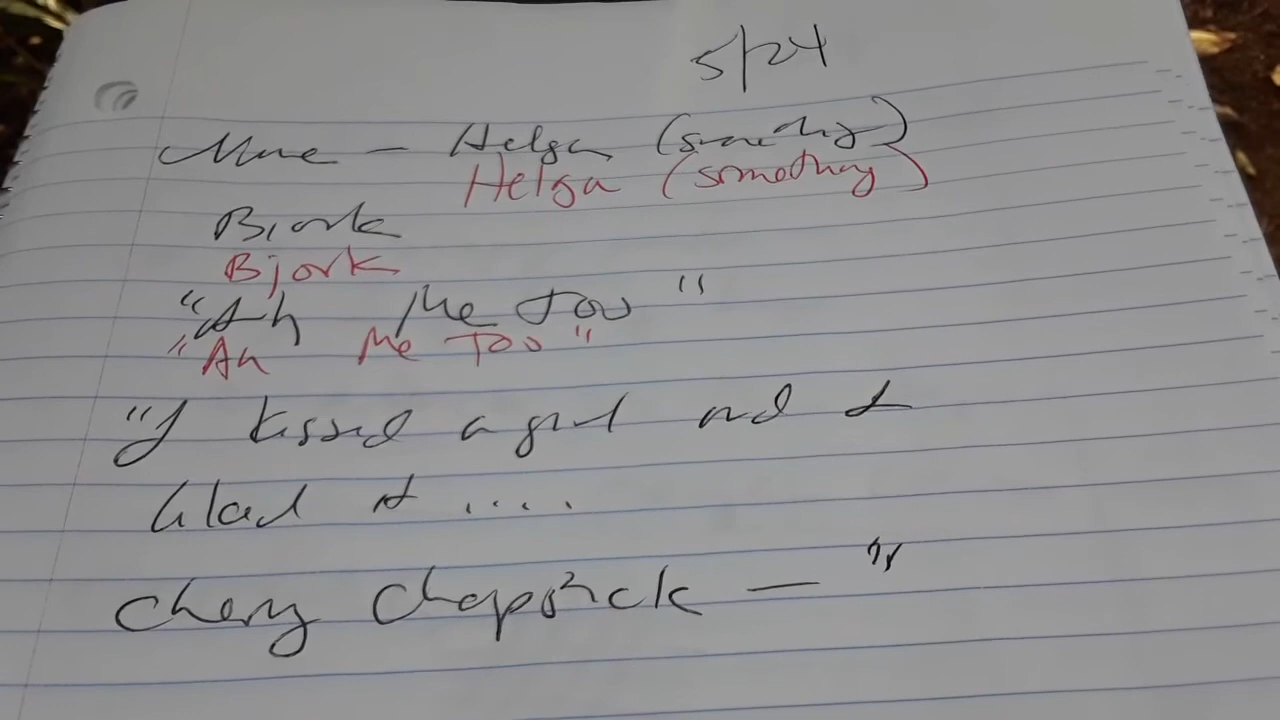 5/24
Mne - Helga (something)
Helga (something)
Bjork
Bjork
"Ah Me Too"
"Ah Me Too"
"I kissed a girl and I
liked it ....
Cherry Chapstick — "